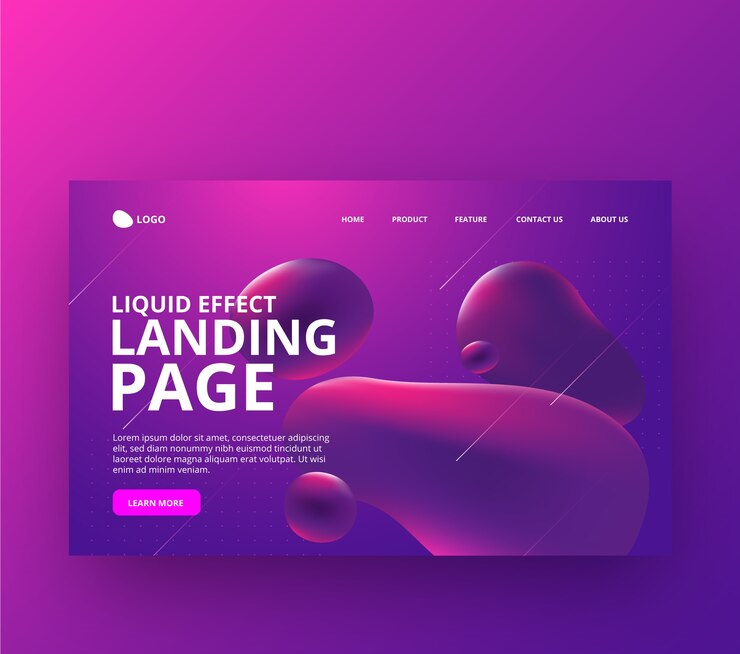 LOGO
HOME PRODUCT FEATURE CONTACT US ABOUT US
LIQUID EFFECT
LANDING
PAGE
Lorem ipsum dolor sit amet, consectetuer adipiscing
elit, sed diam nonummy nibh euismod tincidunt ut
laoreet dolore magna aliquam erat volutpat. Ut wisi
enim ad minim veniam.
LEARN MORE